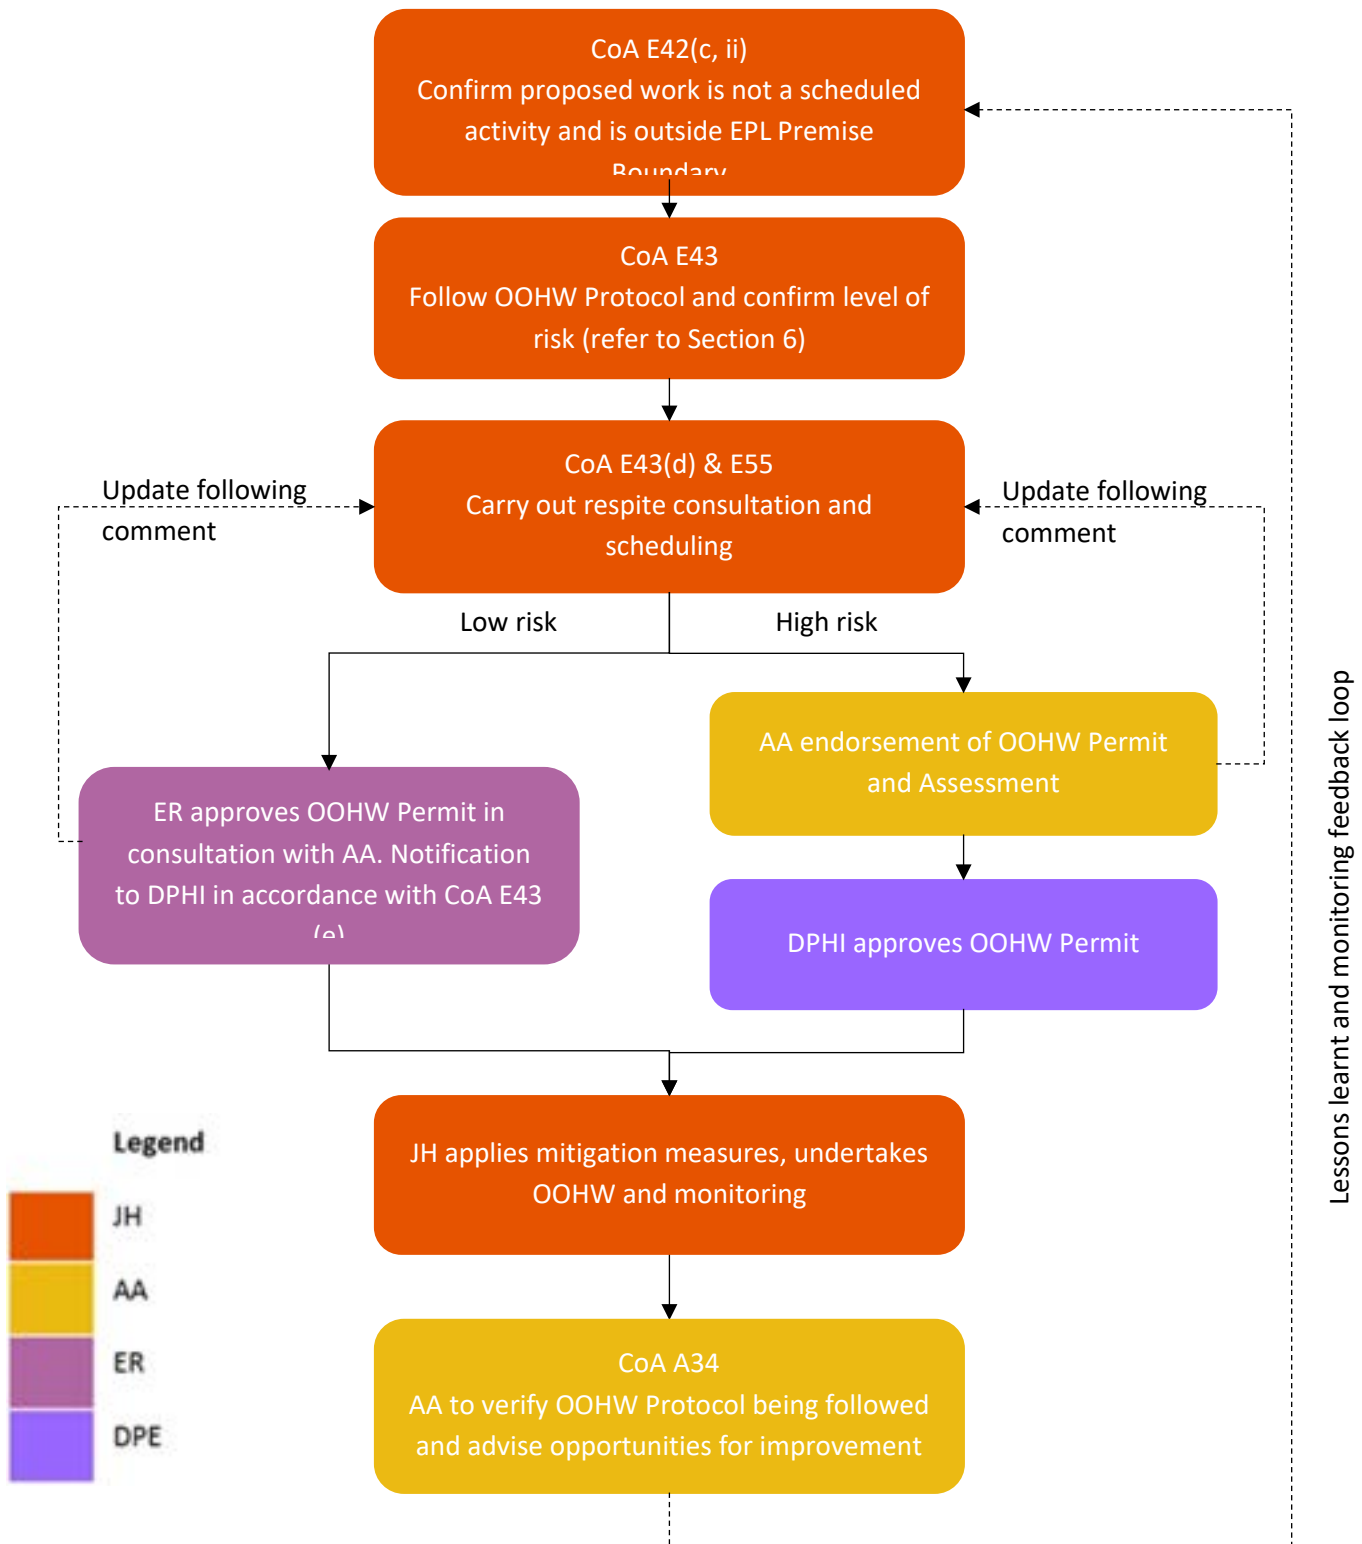 CoA E42(c, ii)
Confirm proposed work is not a scheduled
activity and is outside EPL Premise
Boundary
CoA E43
Follow OOHW Protocol and confirm level of
risk (refer to Section 6)
CoA E43(d) & E55
Carry out respite consultation and
scheduling
Update following
comment
Update following
comment
Low risk
High risk
AA endorsement of OOHW Permit
and Assessment
ER approves OOHW Permit in
consultation with AA. Notification
to DPHI in accordance with CoA E43
(e)
DPHI approves OOHW Permit
Lessons learnt and monitoring feedback loop
JH applies mitigation measures, undertakes
OOHW and monitoring
CoA A34
AA to verify OOHW Protocol being followed
and advise opportunities for improvement
Legend
JH
AA
ER
DPE